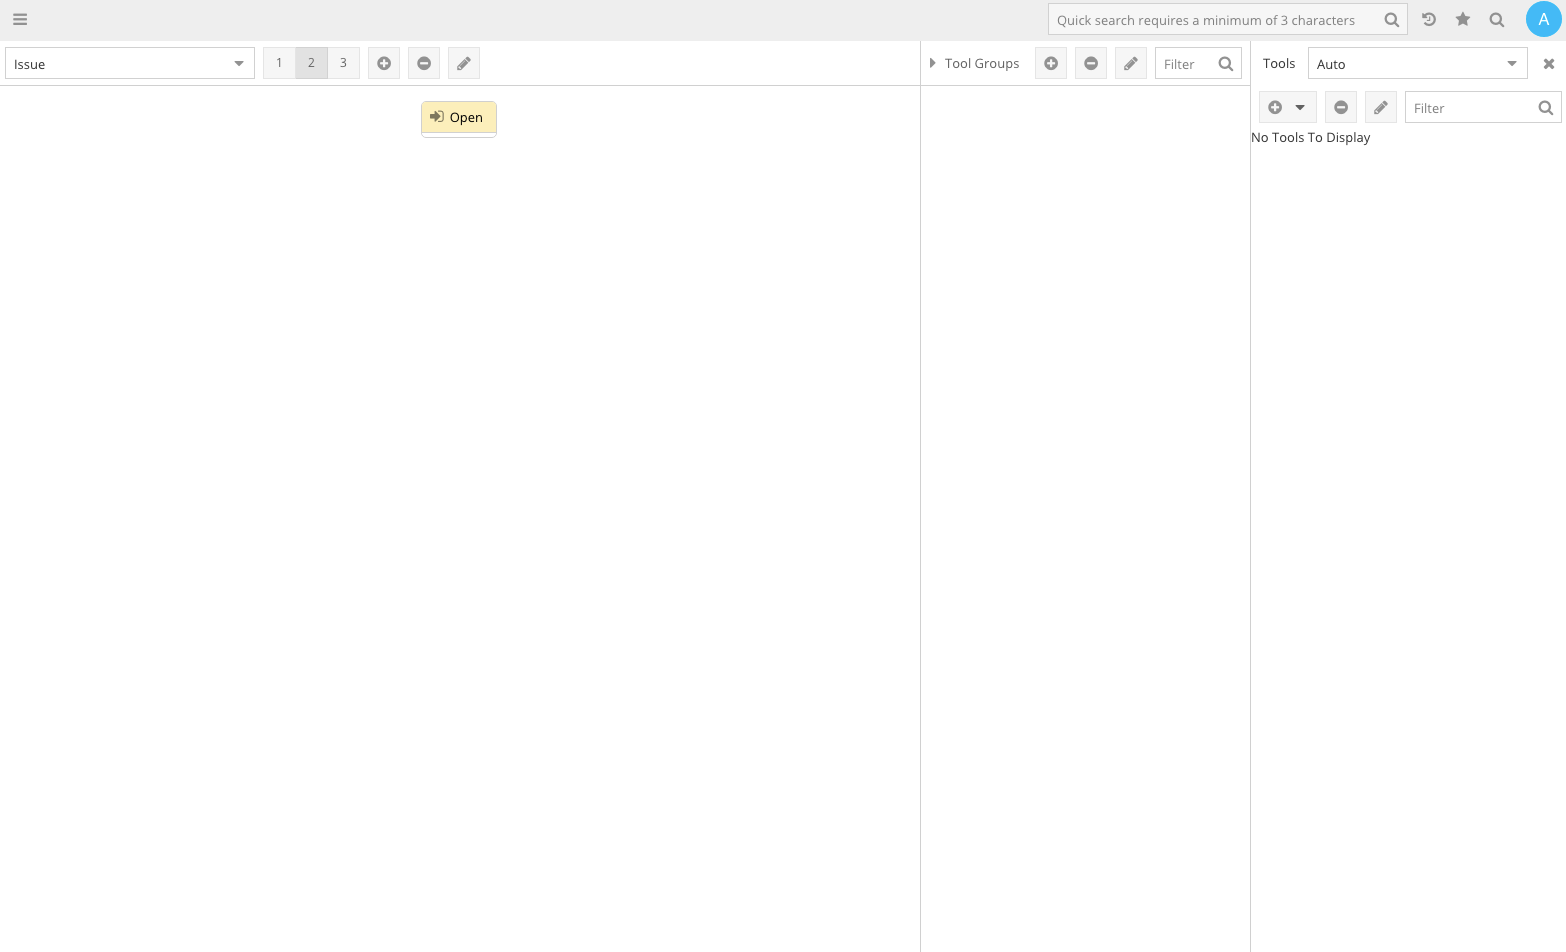 Quick search requires a minimum of 3 characters
A
Issue
1
2
3
Tool Groups
Filter
Tools
Auto
Filter
Open
No Tools To Display